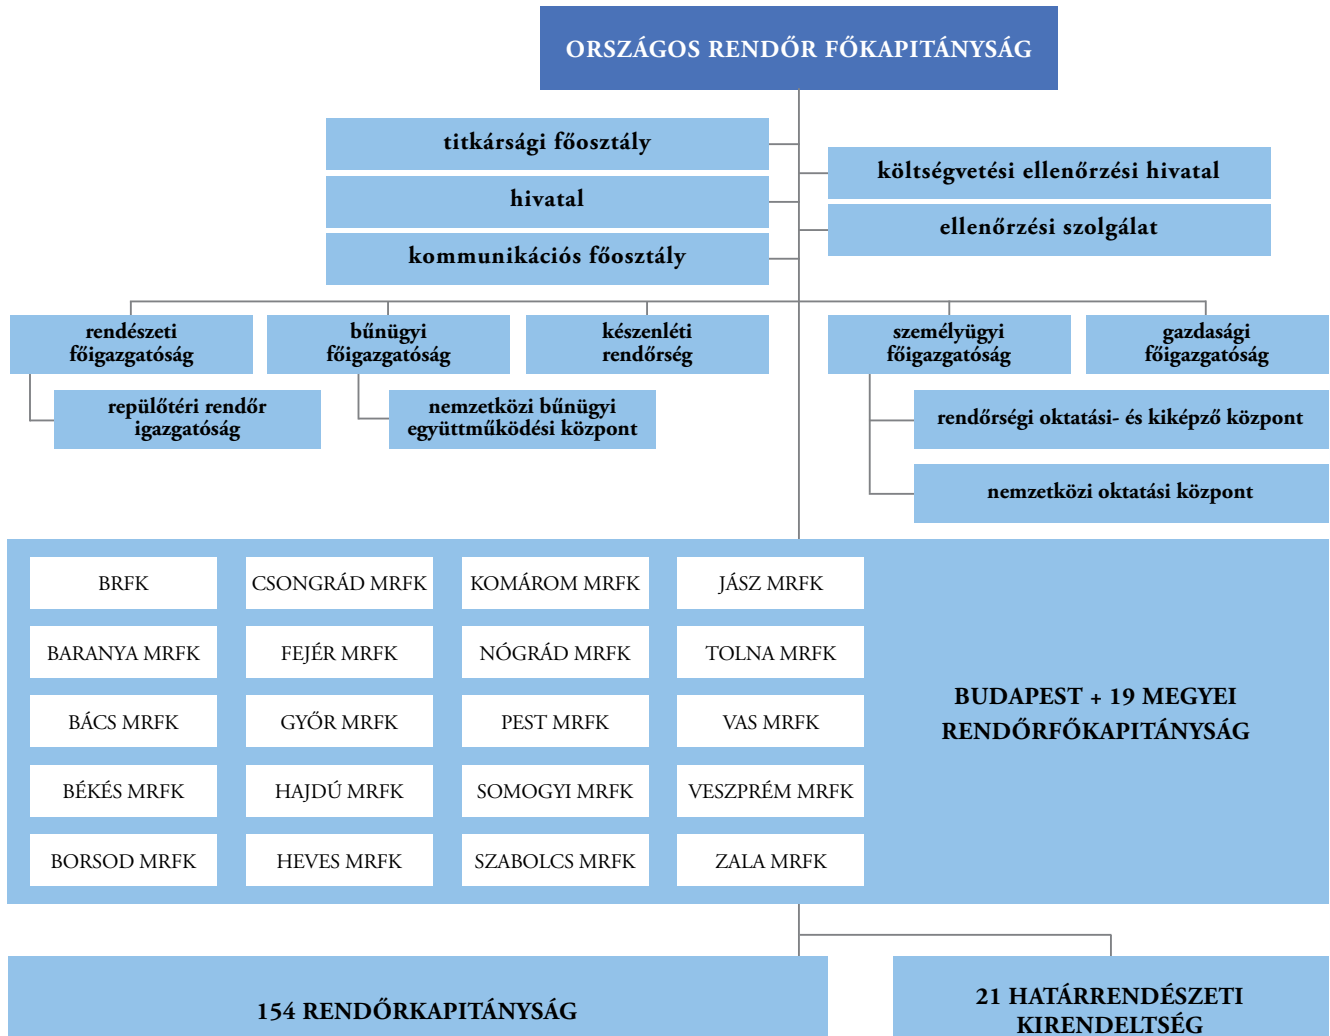 ORSZÁGOS RENDŐR FŐKAPITÁNYSÁG
titkársági főosztály
költségvetési ellenőrzési hivatal
hivatal
ellenőrzési szolgálat
kommunikációs főosztály
rendészeti
főigazgatóság
bűnügyi
főigazgatóság
készenléti
rendőrség
személyügyi
főigazgatóság
gazdasági
főigazgatóság
repülőtéri rendőr
igazgatóság
nemzetközi bűnügyi
együttműködési központ
rendőrségi oktatási- és kiképző központ
nemzetközi oktatási központ
BRFK
CSONGRÁD MRFK
KOMÁROM MRFK
JÁSZ MRFK
BARANYA MRFK
FEJÉR MRFK
NÓGRÁD MRFK
TOLNA MRFK
BÁCS MRFK
GYŐR MRFK
PEST MRFK
VAS MRFK
BÉKÉS MRFK
HAJDÚ MRFK
SOMOGYI MRFK
VESZPRÉM MRFK
BORSOD MRFK
HEVES MRFK
SZABOLCS MRFK
ZALA MRFK
BUDAPEST + 19 MEGYEI
RENDŐRFŐKAPITÁNYSÁG
154 RENDŐRKAPITÁNYSÁG
21 HATÁRRENDÉSZETI
KIRENDELTSÉG